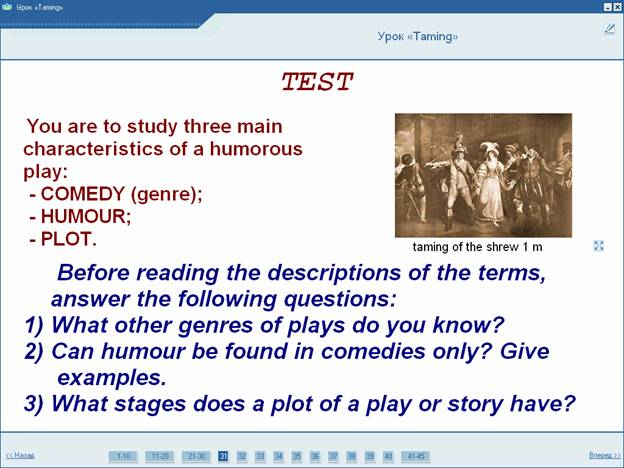 Урок «Taming»
Урок «Taming»
TEST
You are to study three main
characteristics of a humorous
play:
- COMEDY (genre);
- HUMOUR;
- PLOT.
taming of the shrew 1 m
Before reading the descriptions of the terms,
answer the following questions:
1) What other genres of plays do you know?
2) Can humour be found in comedies only? Give
examples.
3) What stages does a plot of a play or story have?
<< Назад 1-10 11-20 21-30 31 32 33 34 35 36 37 38 39 40 41-45 Вперед >>